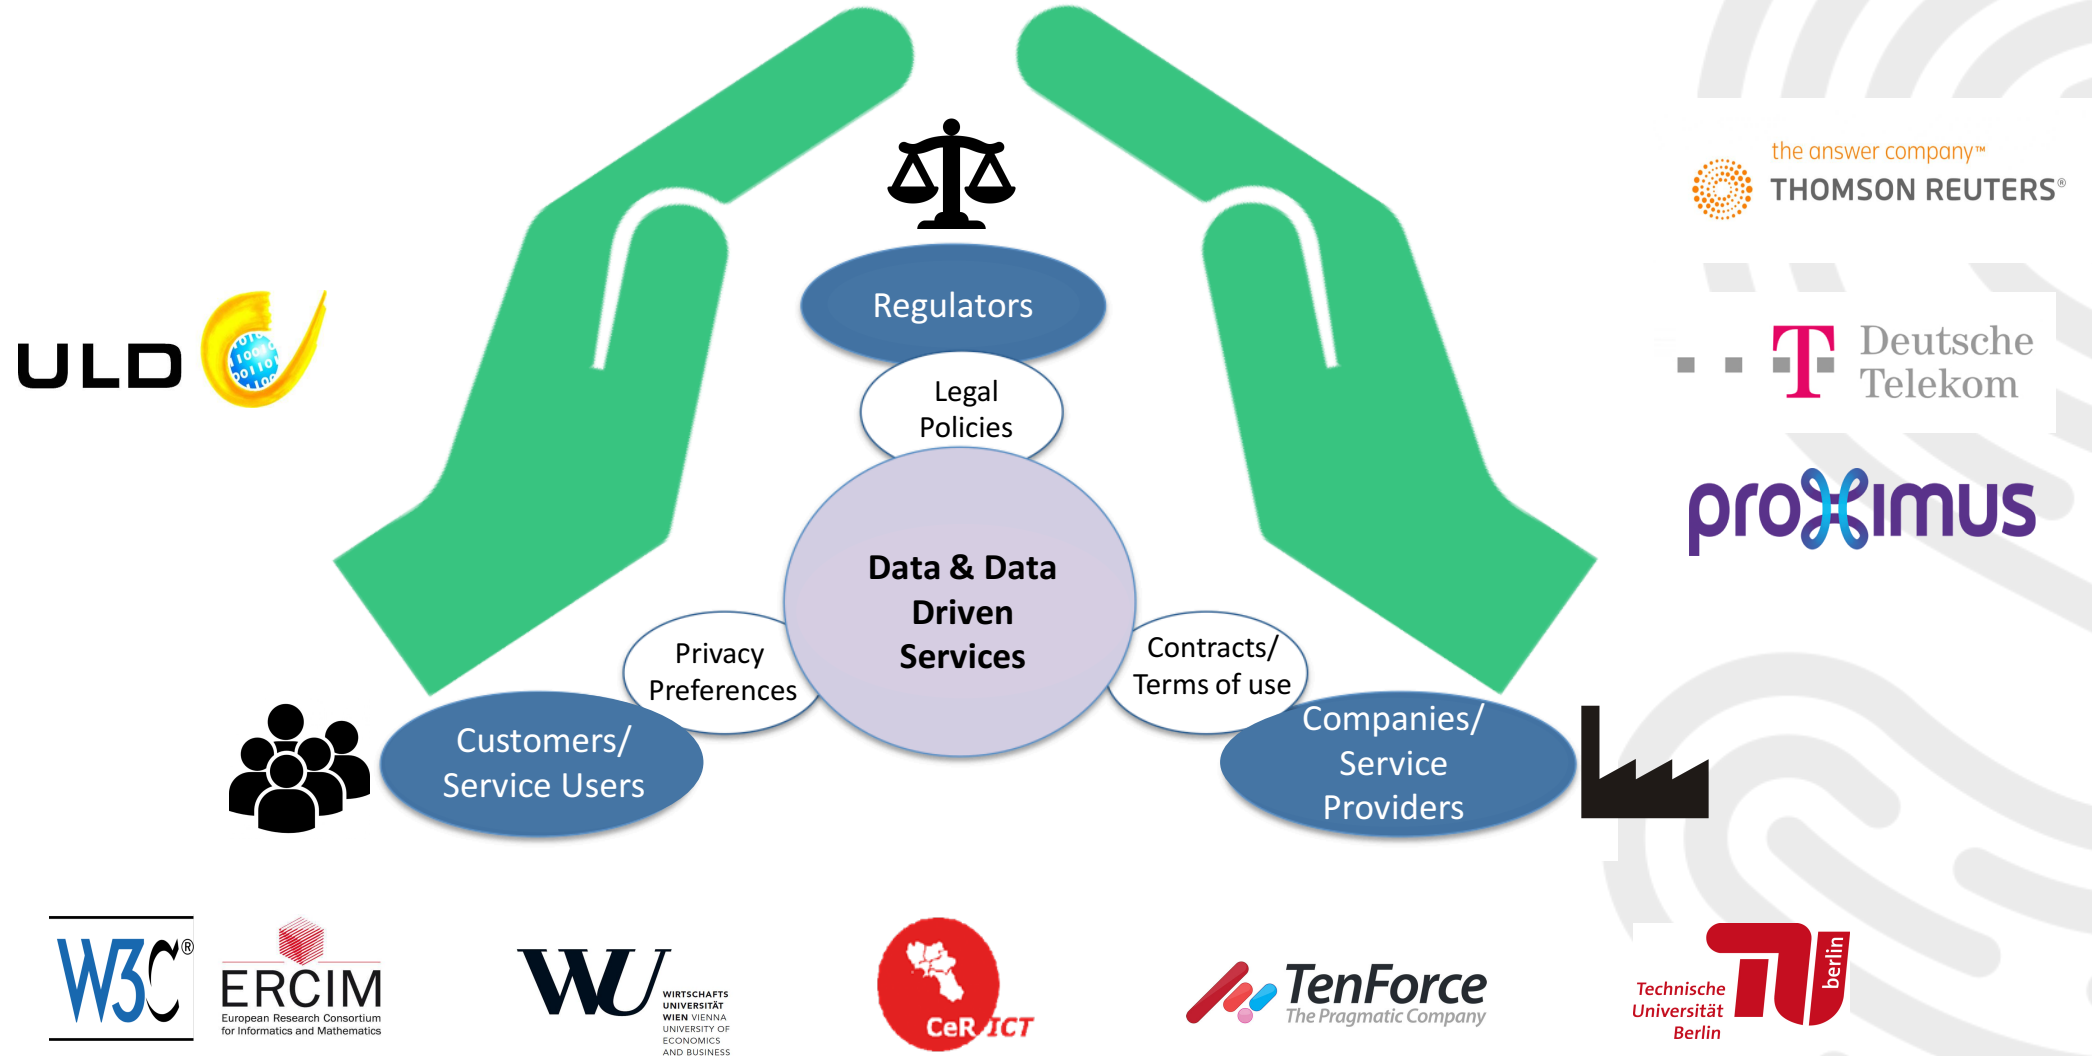 the answer company™
THOMSON REUTERS®
Regulators
ULD
Deutsche
Telekom
T
Legal
Policies
proximus
Data & Data
Driven
Services
Privacy
Preferences
Contracts/
Terms of use
Customers/
Service Users
Companies/
Service
Providers
W3C®
ERCIM
European Research Consortium
for Informatics and Mathematics
WU
WIRTSCHAFTS
UNIVERSITÄT
WIEN VIENNA
UNIVERSITY OF
ECONOMICS
AND BUSINESS
CeR ICT
TenForce
The Pragmatic Company
Technische
Universität
Berlin
berlin